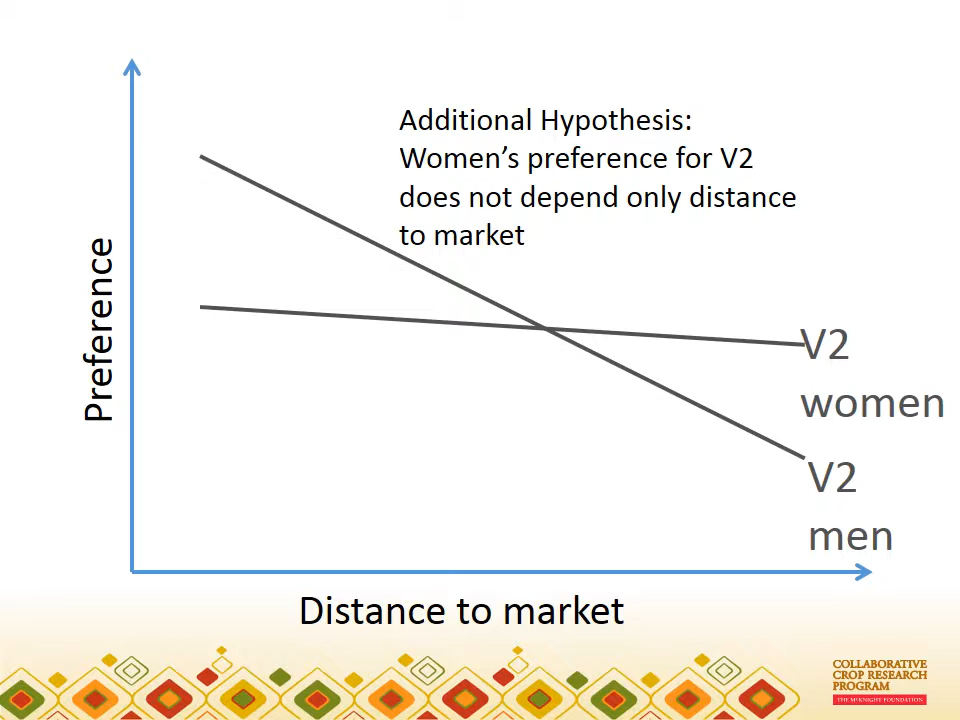 Additional Hypothesis:
Women’s preference for V2
does not depend only distance
to market
Preference
V2
women
V2
men
Distance to market
COLLABORATIVE
CROP RESEARCH
PROGRAM
THE McKNIGHT FOUNDATION